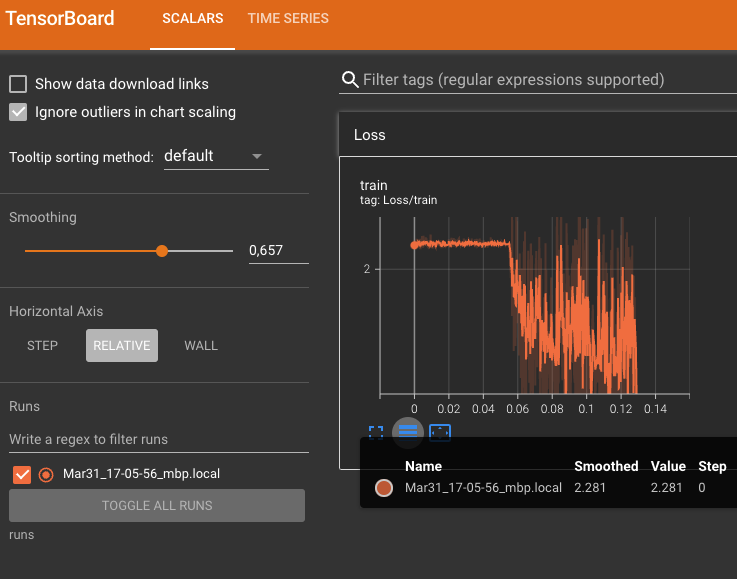 TensorBoard
SCALARS
TIME SERIES
Show data download links
Ignore outliers in chart scaling
Tooltip sorting method:
default
Smoothing
0,657
Horizontal Axis
STEP
RELATIVE
WALL
Runs
Write a regex to filter runs
Mar31_17-05-56_mbp.local
TOGGLE ALL RUNS
runs
Filter tags (regular expressions supported)
Loss
train
tag: Loss/train
2
0 0.02 0.04 0.06 0.08 0.1 0.12 0.14
Name Smoothed Value Step
Mar31_17-05-56_mbp.local 2.281 2.281 0